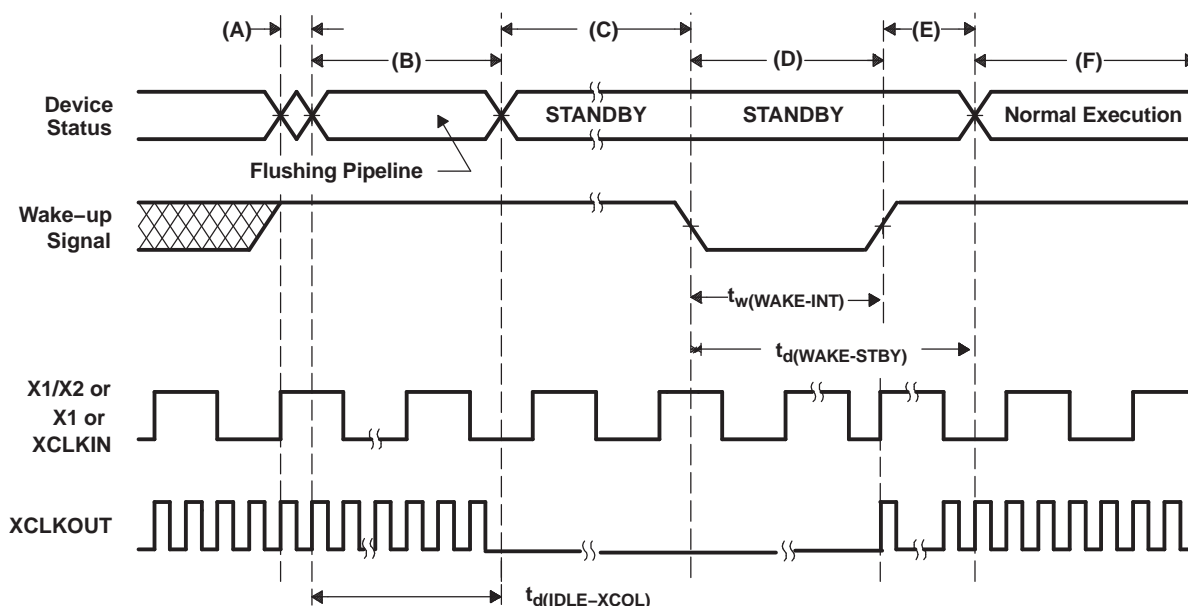 (A)
(C)
(E)
(B)
(D)
(F)
Device
Status
STANDBY
STANDBY
Normal Execution
Flushing Pipeline
Wake−up
Signal
tw(WAKE-INT)
td(WAKE-STBY)
X1/X2 or
X1 or
XCLKIN
XCLKOUT
td(IDLE−XCOL)